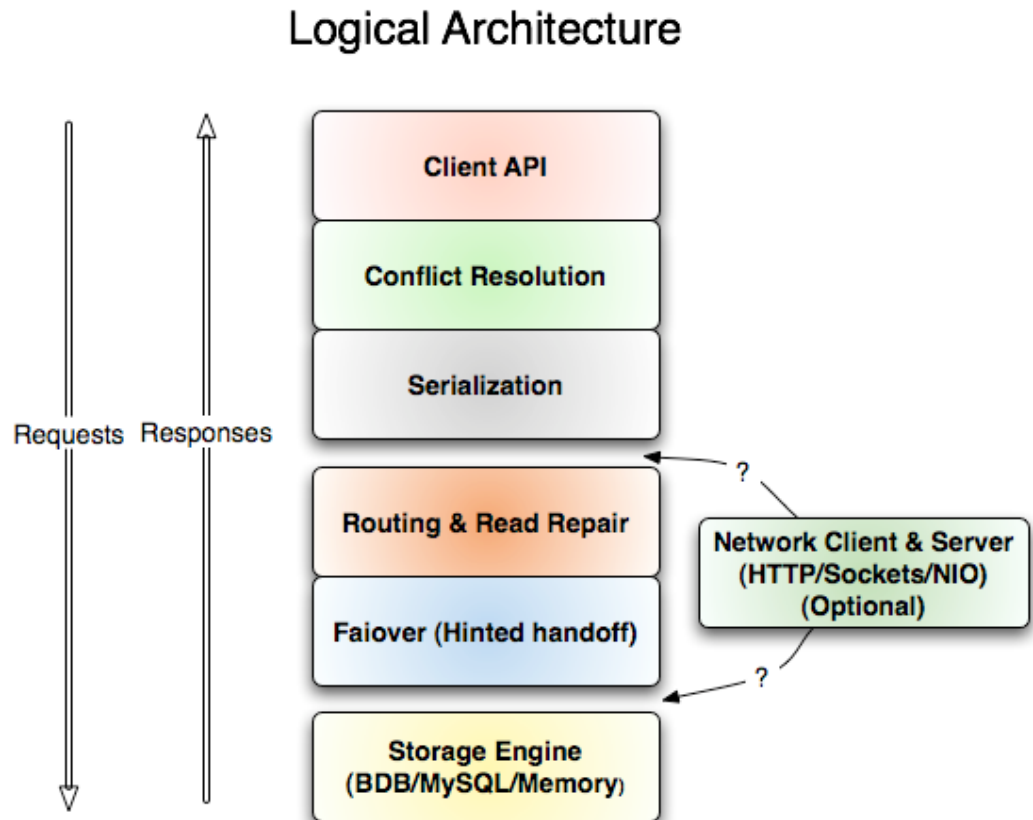 Logical Architecture
Client API
Conflict Resolution
Serialization
Requests
Responses
?
Routing & Read Repair
Network Client & Server
(HTTP/Sockets/NIO)
(Optional)
Faiover (Hinted handoff)
?
Storage Engine
(BDB/MySQL/Memory)